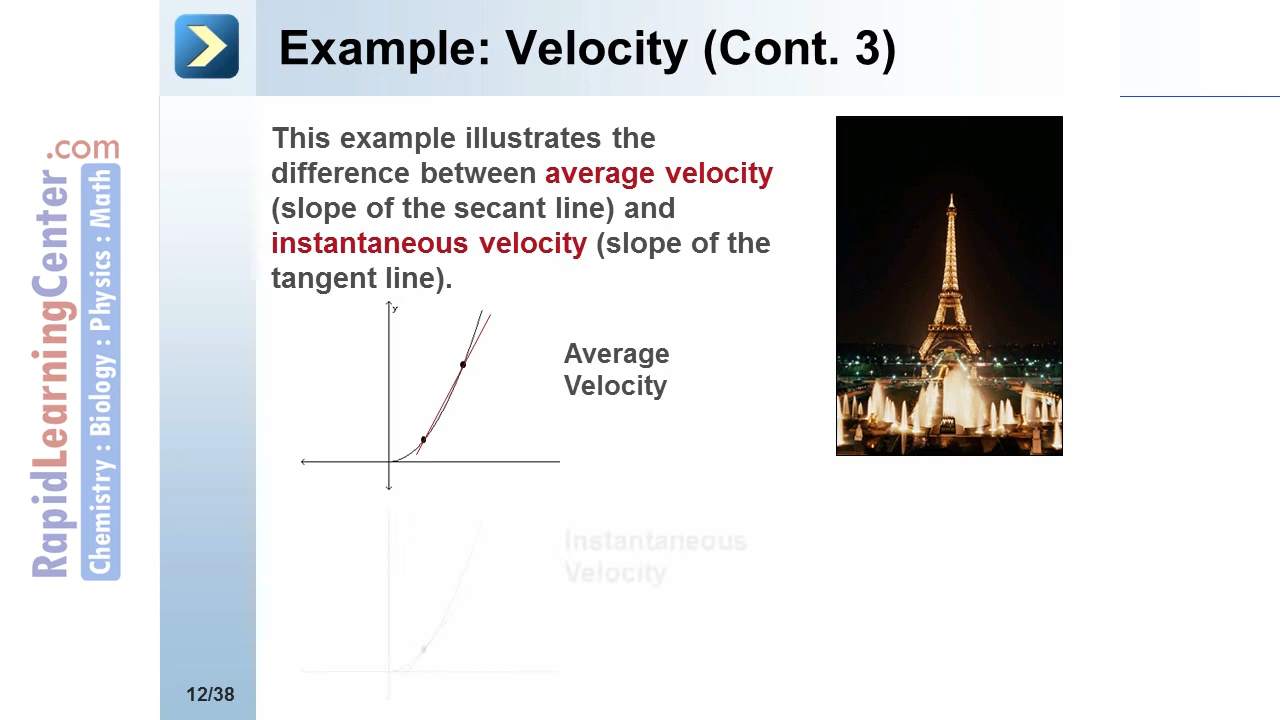 Example: Velocity (Cont. 3)
This example illustrates the
difference between average velocity
(slope of the secant line) and
instantaneous velocity (slope of the
tangent line).
y
Average
Velocity
Instantaneous
Velocity
12/38
RapidLearningCenter.com
Chemistry : Biology : Physics : Math